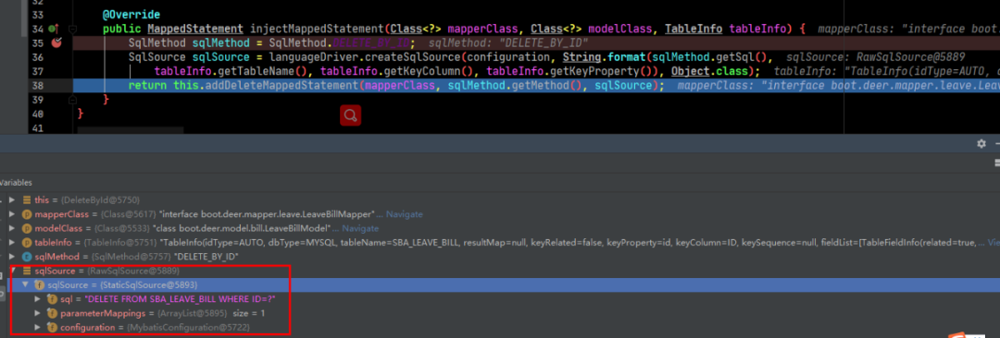 32
33 @Override
34 public MappedStatement injectMappedStatement(Class<?> mapperClass, Class<?> modelClass, TableInfo tableInfo) { mapperClass: "interface boot.
35 SqlMethod sqlMethod = SqlMethod.DELETE_BY_ID; sqlMethod: "DELETE_BY_ID"
36 SqlSource sqlSource = languageDriver.createSqlSource(configuration, String.format(sqlMethod.getSql(), sqlSource: RawSqlSource@5889
37 tableInfo.getTableName(), tableInfo.getKeyColumn(), tableInfo.getKeyProperty()), Object.class); tableInfo: "TableInfo(idType=AUTO,
38 return this.addDeleteMappedStatement(mapperClass, sqlMethod.getMethod(), sqlSource); mapperClass: "interface boot.deer.mapper.leave.Leave
39 }
40 }
41
Variables
this = {DeleteById@5750}
mapperClass = {Class@5617} "interface boot.deer.mapper.leave.LeaveBillMapper"... Navigate
modelClass = {Class@5533} "class boot.deer.model.bill.LeaveBillModel"... Navigate
tableInfo = {TableInfo@5751} "TableInfo(idType=AUTO, dbType=MYSQL, tableName=SBA_LEAVE_BILL, resultMap=null, keyRelated=false, keyProperty=id, keyColumn=ID, keySequence=null, fieldList=[TableFieldInfo(related=true, ... Vi
sqlMethod = {SqlMethod@5757} "DELETE_BY_ID"
sqlSource = {RawSqlSource@5889}
sqlSource = {StaticSqlSource@5893}
sql = "DELETE FROM SBA_LEAVE_BILL WHERE ID=?"
parameterMappings = {ArrayList@5895} size = 1
configuration = {MybatisConfiguration@5722}